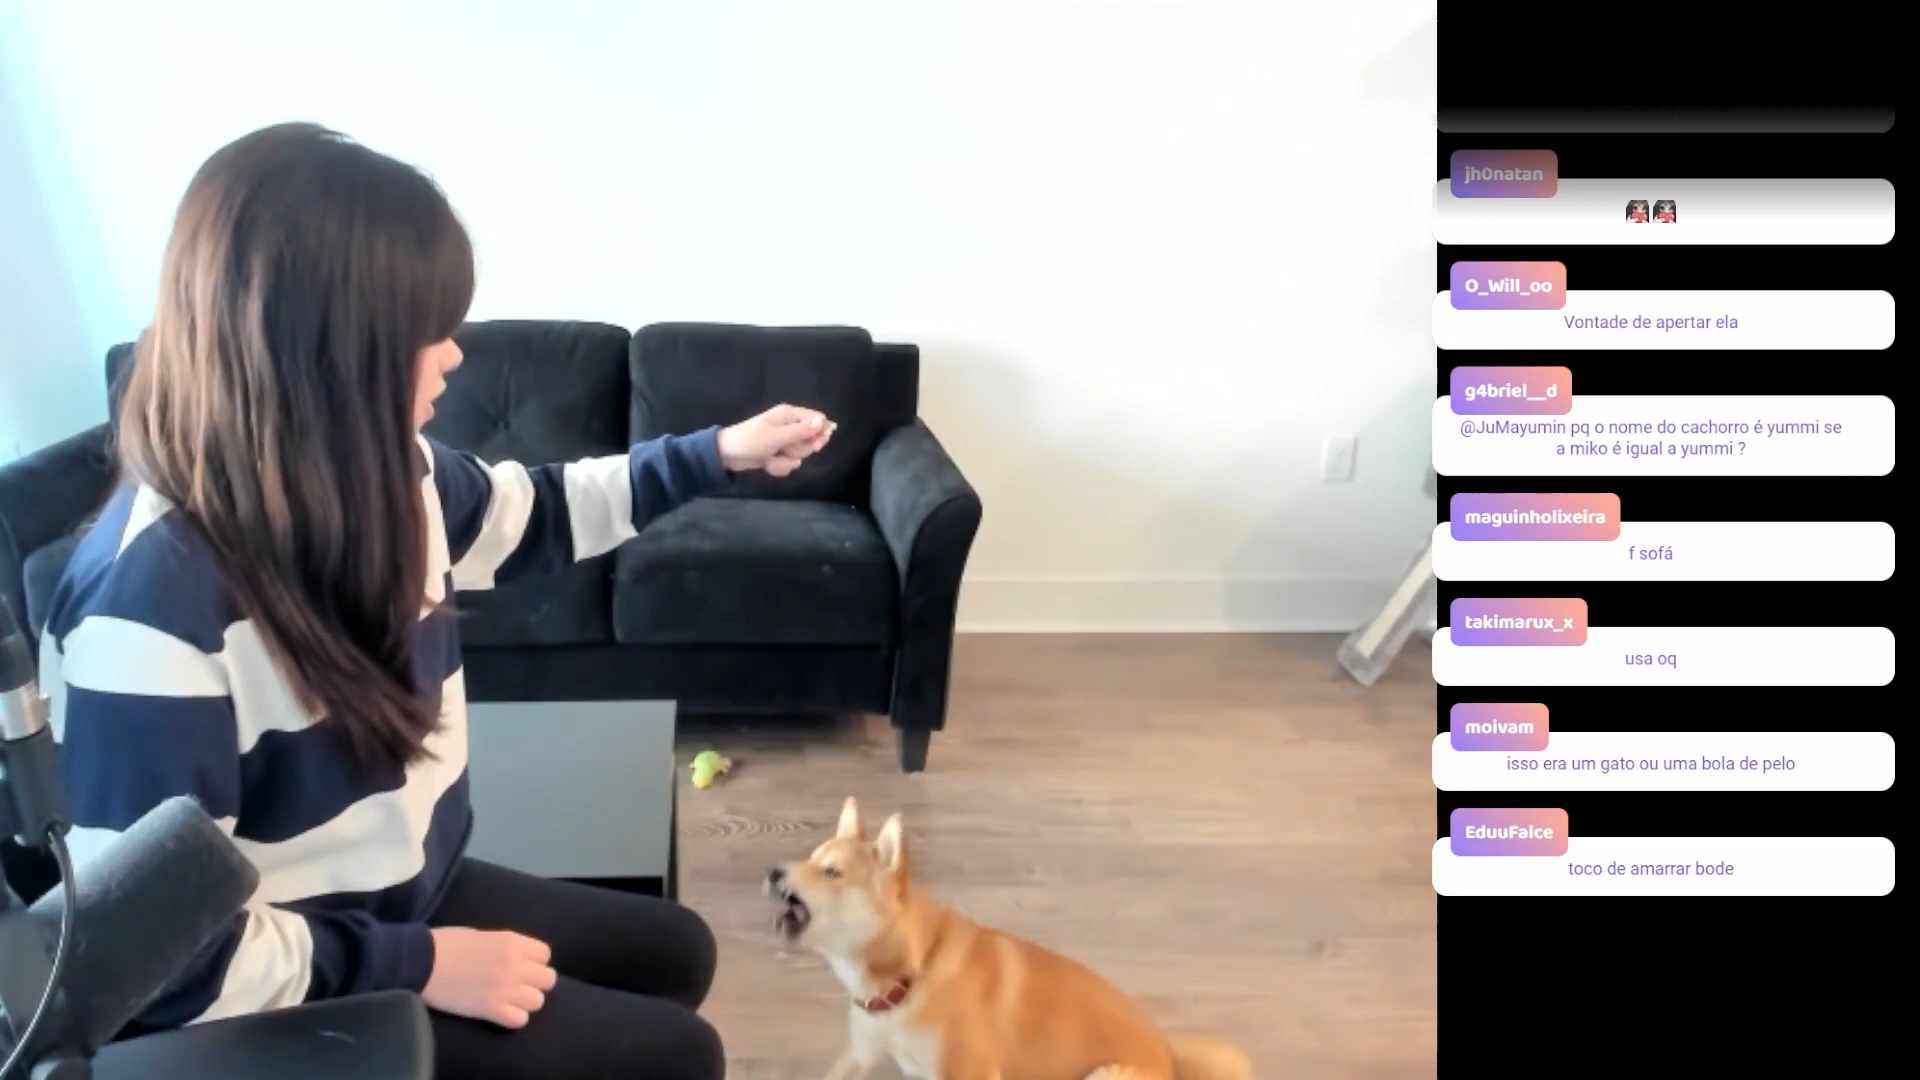 jh0natan
O_Will_oo
Vontade de apertar ela
g4briel__d
@JuMayumin pq o nome do cachorro é yummi se
a miko é igual a yummi ?
maguinholixeira
f sofá
takimarux_x
usa oq
moivam
isso era um gato ou uma bola de pelo
EduuFalce
toco de amarrar bode